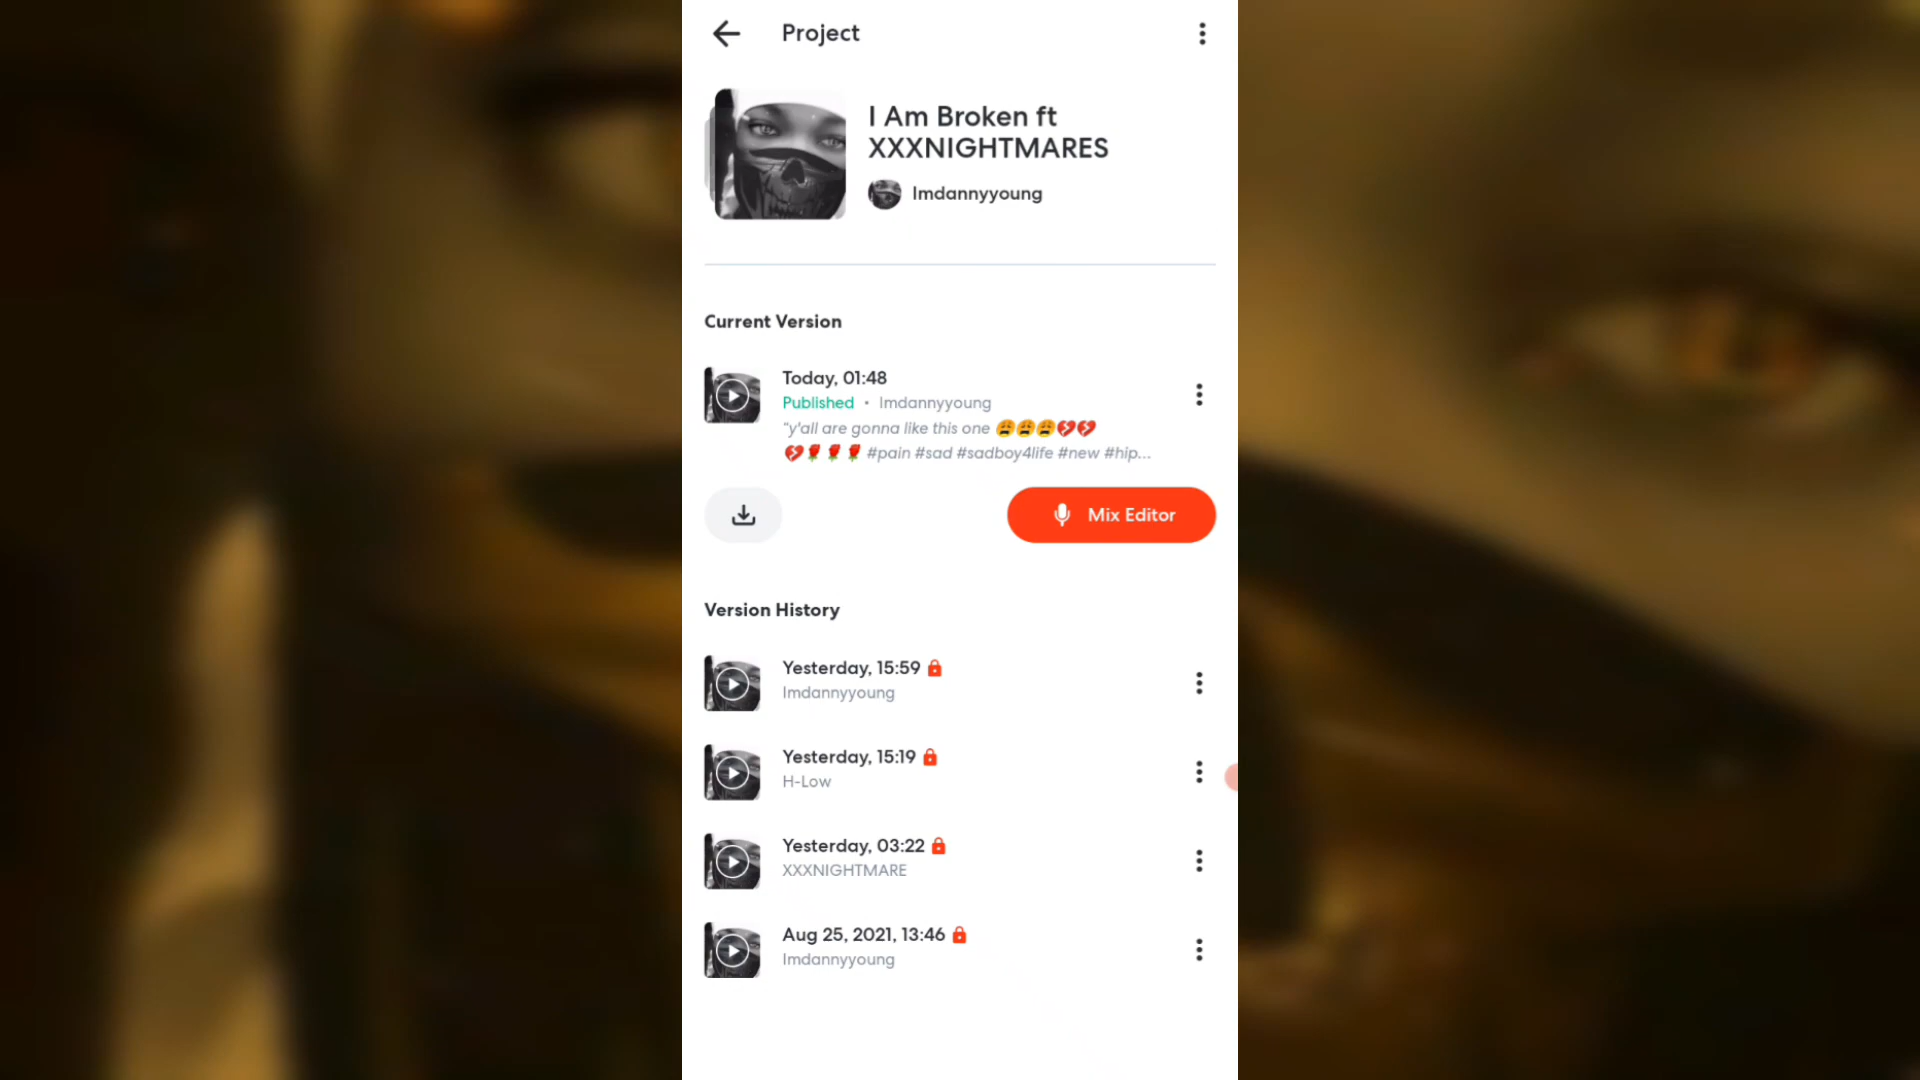 Project
I Am Broken ft
XXXNIGHTMARES
Imdannyyoung
Current Version
Today, 01:48
Published • Imdannyyoung
"y'all are gonna like this one 😩😩😩💔💔
💔🌹🌹🌹 #pain #sad #sadboy4life #new #hip...
Mix Editor
Version History
Yesterday, 15:59
Imdannyyoung
Yesterday, 15:19
H-Low
Yesterday, 03:22
XXXNIGHTMARE
Aug 25, 2021, 13:46
Imdannyyoung